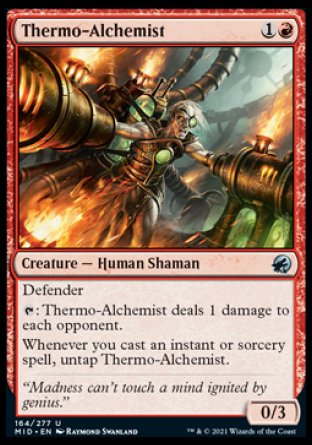 Thermo-Alchemist 1
Creature — Human Shaman
Defender
: Thermo-Alchemist deals 1 damage to
each opponent.
Whenever you cast an instant or sorcery
spell, untap Thermo-Alchemist.
"Madness can't touch a mind ignited by
genius."
0/3
164/277 U
MID • EN RAYMOND SWANLAND ™ & © 2021 Wizards of the Coast